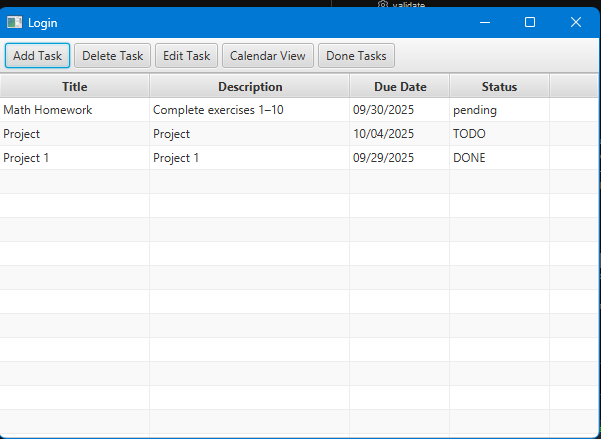 validate
Login
Add Task Delete Task Edit Task Calendar View Done Tasks
Title Description Due Date Status
Math Homework Complete exercises 1–10 09/30/2025 pending
Project Project 10/04/2025 TODO
Project 1 Project 1 09/29/2025 DONE